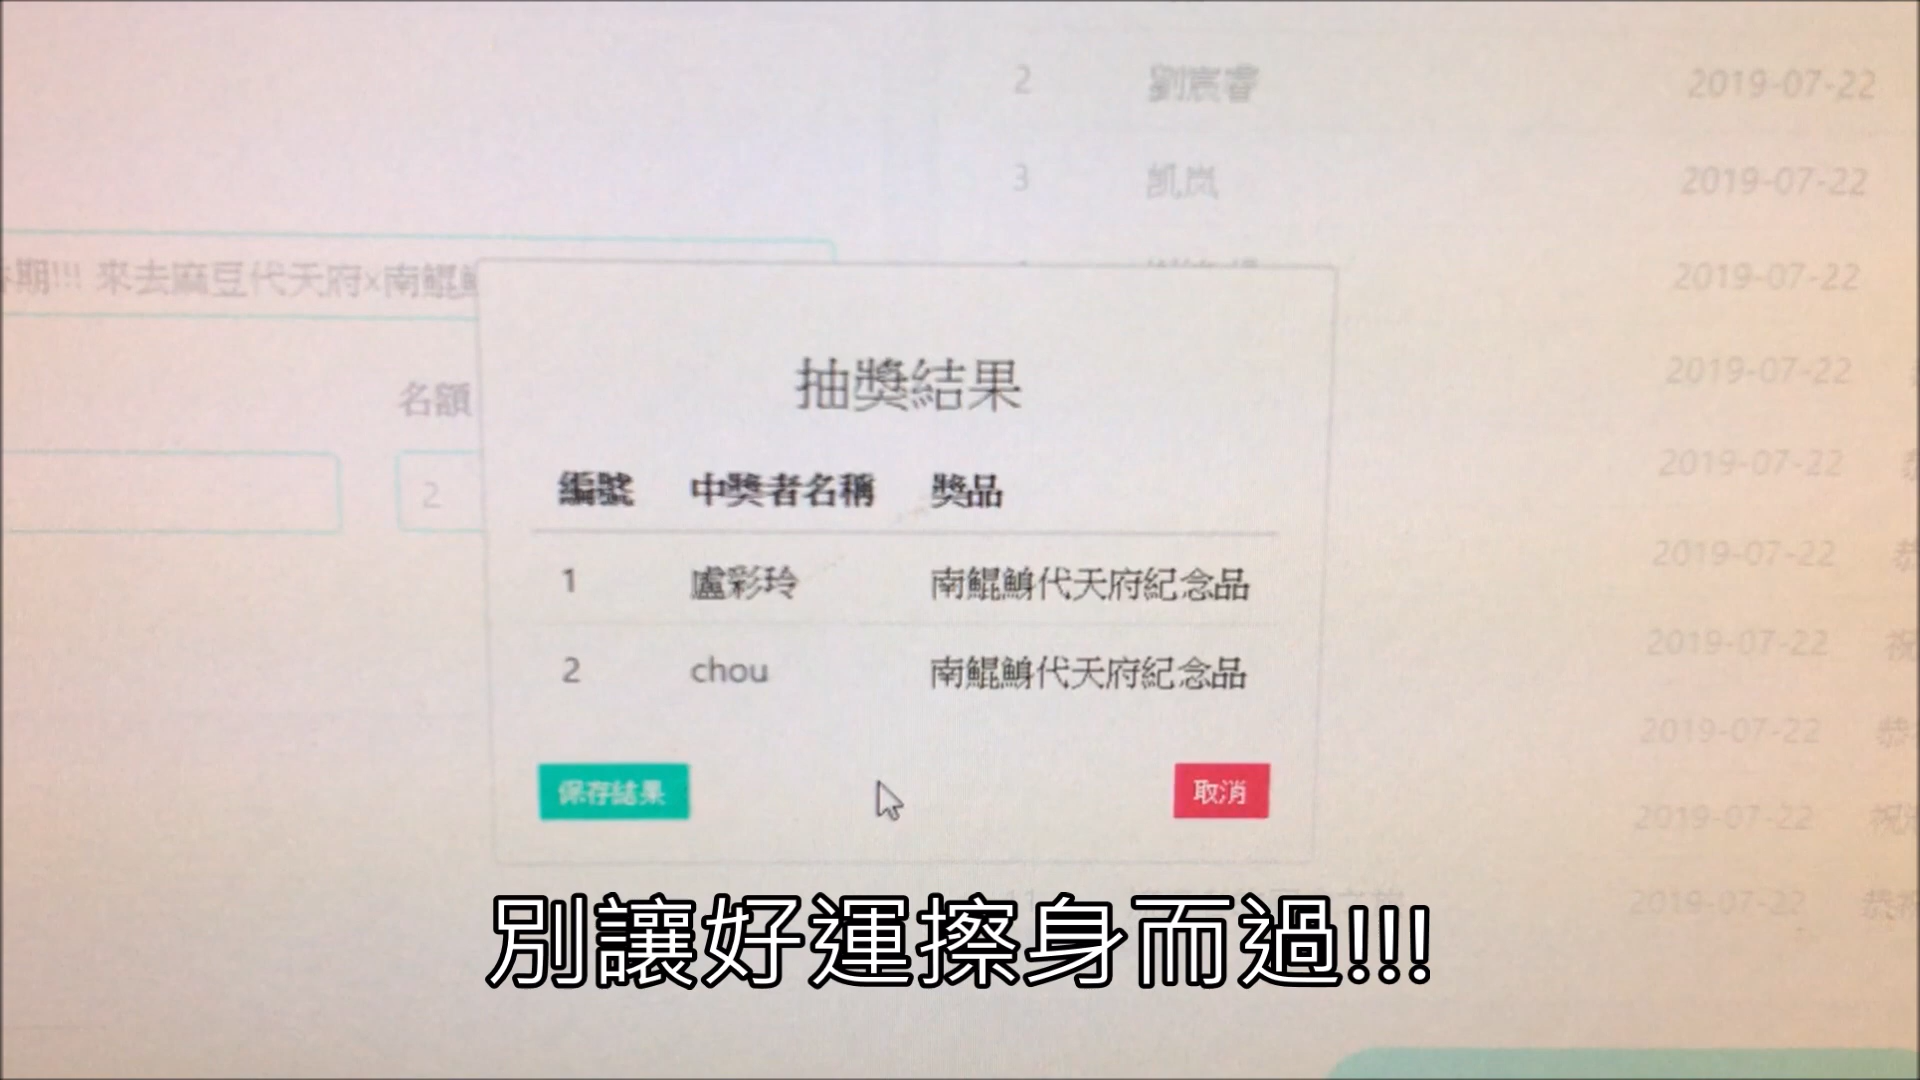 2 劉宸睿 2019-07-22
3 凱岚 2019-07-22
2019-07-22
期!!! 來去麻豆代天府×南鯤
2019-07-22
名額
2
2019-07-22
2019-07-22
2019-07-22
2019-07-22
2019-07-22
2019-07-22
抽獎結果
編號 中獎者名稱 獎品
1 盧彩玲 南鯤鯓代天府紀念品
2 chou 南鯤鯓代天府紀念品
保存結果 取消
別讓好運擦身而過!!!